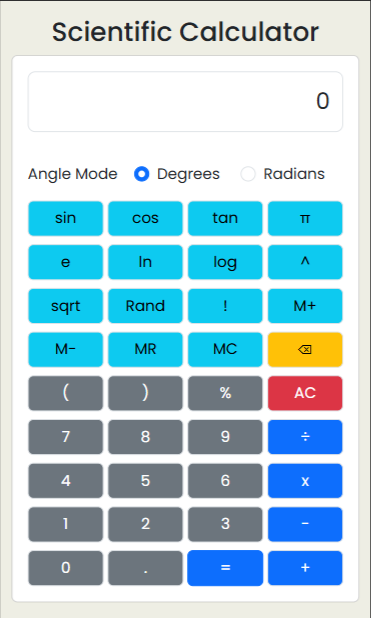 Scientific Calculator
0
Angle Mode Degrees Radians
sin cos tan π
e ln log ^
sqrt Rand ! M+
M- MR MC ⌫
( ) % AC
7 8 9 ÷
4 5 6 x
1 2 3 −
0 . = +